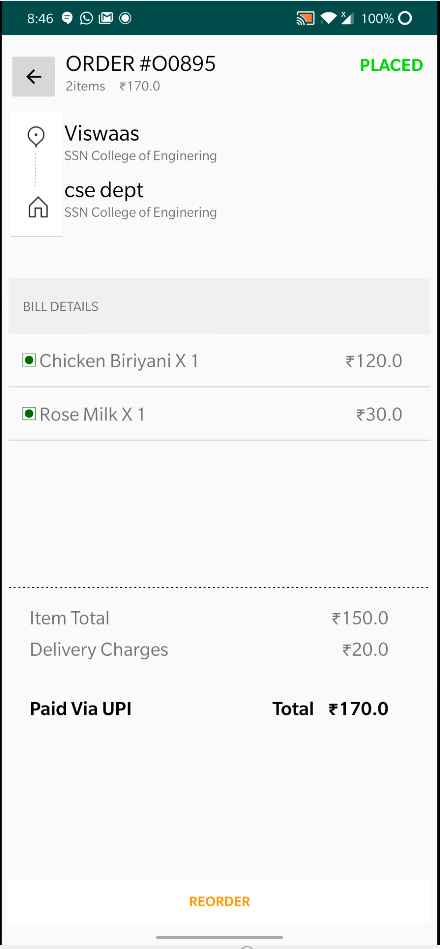 8:46 100%
ORDER #O0895
PLACED
2items ₹170.0
Viswaas
SSN College of Enginering
cse dept
SSN College of Enginering
BILL DETAILS
Chicken Biriyani X 1 ₹120.0
Rose Milk X 1 ₹30.0
Item Total ₹150.0
Delivery Charges ₹20.0
Paid Via UPI Total ₹170.0
REORDER